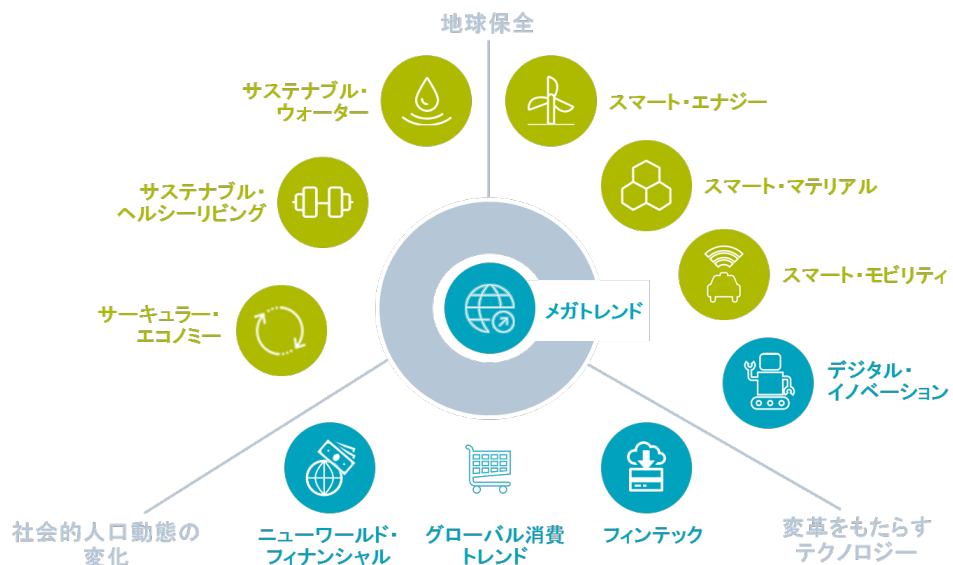 地球保全
サステナブル・
ウォーター
スマート・エナジー
サステナブル・
ヘルシーリビング
スマート・マテリアル
スマート・モビリティ
サーキュラー・
エコノミー
メガトレンド
デジタル・
イノベーション
社会的人口動態の
変化
ニューワールド・
フィナンシャル
グローバル消費
トレンド
フィンテック
変革をもたらす
テクノロジー